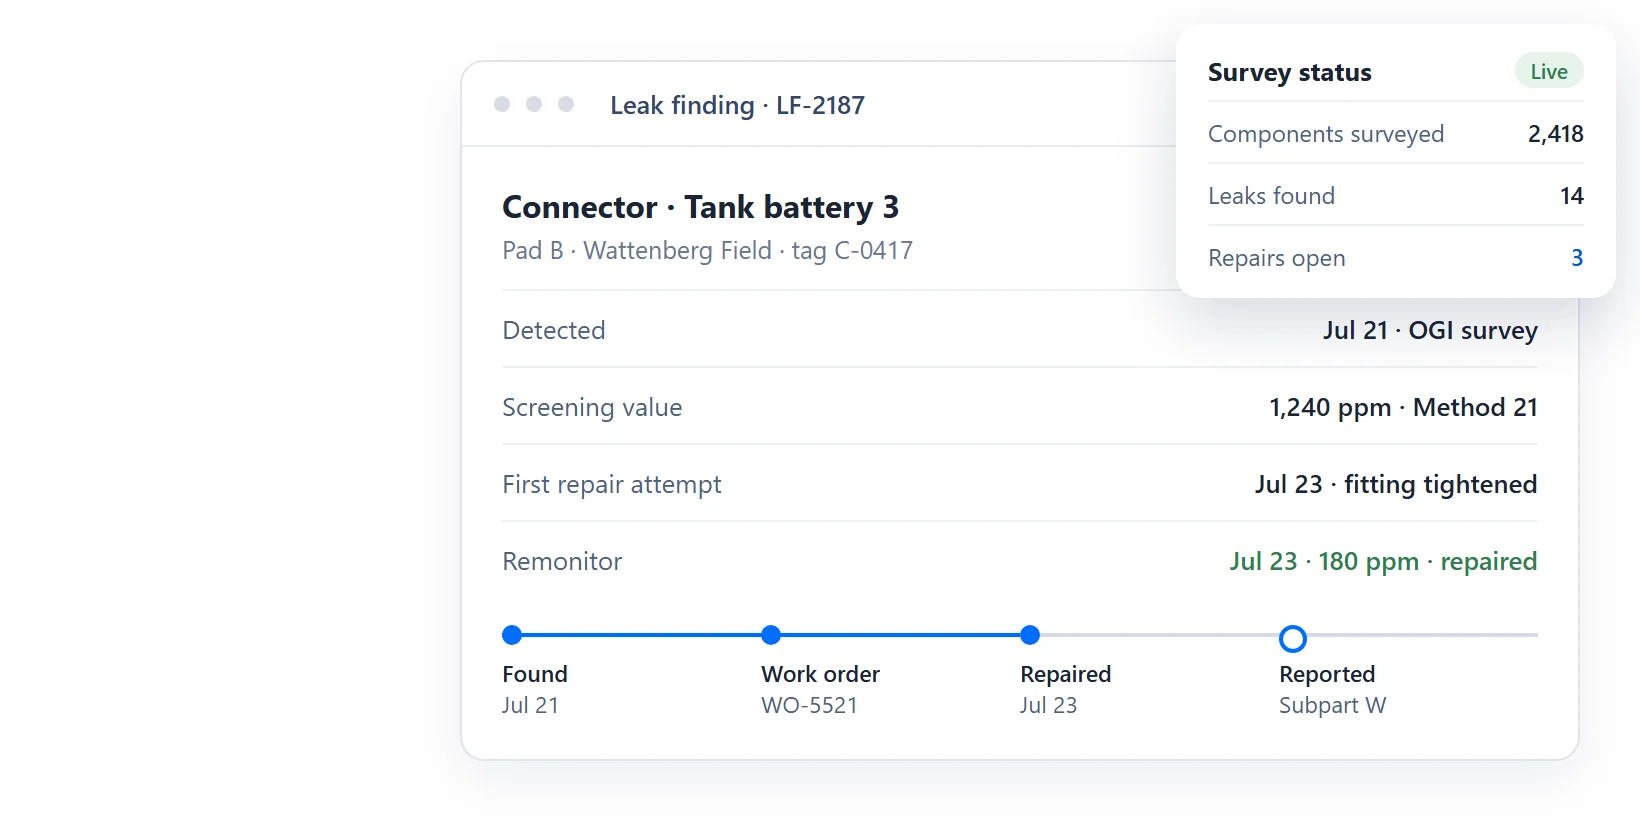 Leak finding · LF-2187
Survey status Live
Components surveyed 2,418
Leaks found 14
Repairs open 3
Connector · Tank battery 3
Pad B · Wattenberg Field · tag C-0417
Detected Jul 21 · OGI survey
Screening value 1,240 ppm · Method 21
First repair attempt Jul 23 · fitting tightened
Remonitor Jul 23 · 180 ppm · repaired
Found Work order Repaired Reported
Jul 21 WO-5521 Jul 23 Subpart W